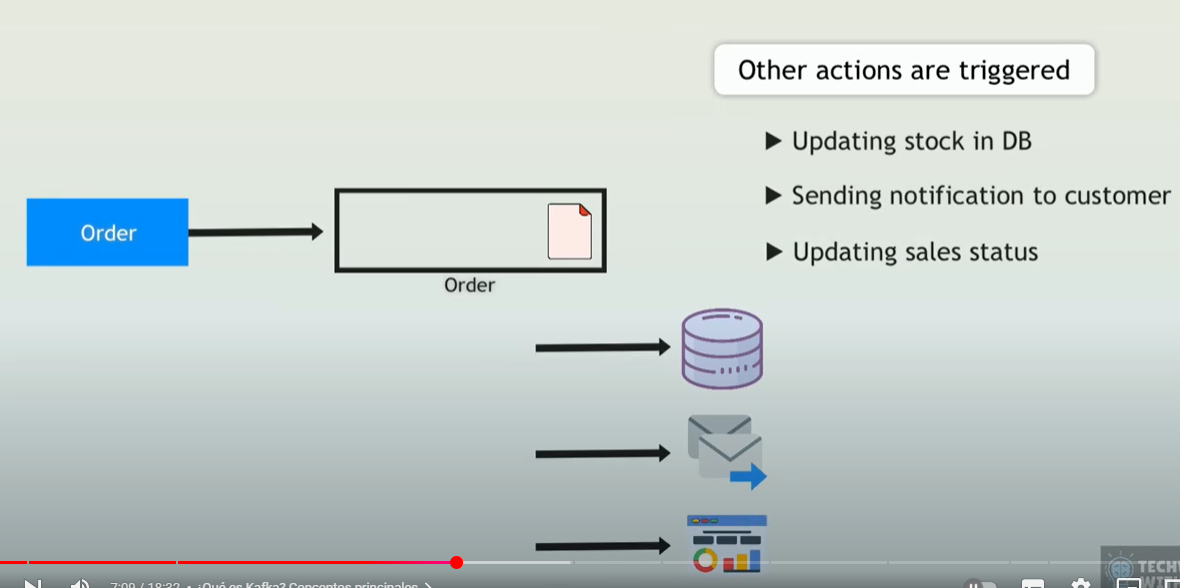 Other actions are triggered
Updating stock in DB
Order
Sending notification to customer
Updating sales status
Order
7:09 / 18:32 • ¿Qué es Kafka? Conceptos principales
TECHW